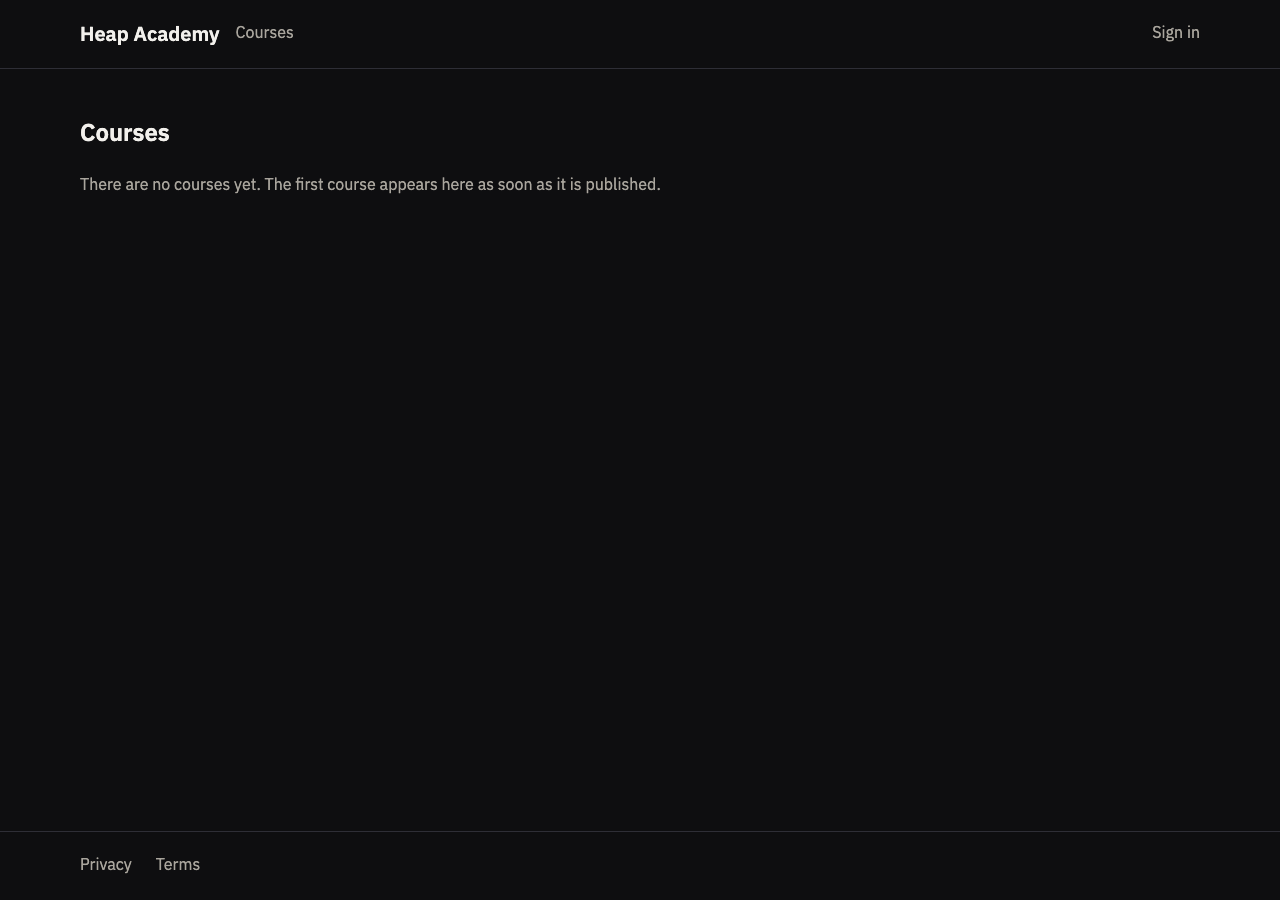 Heap Academy Courses Sign in
Courses
There are no courses yet. The first course appears here as soon as it is published.
Privacy Terms